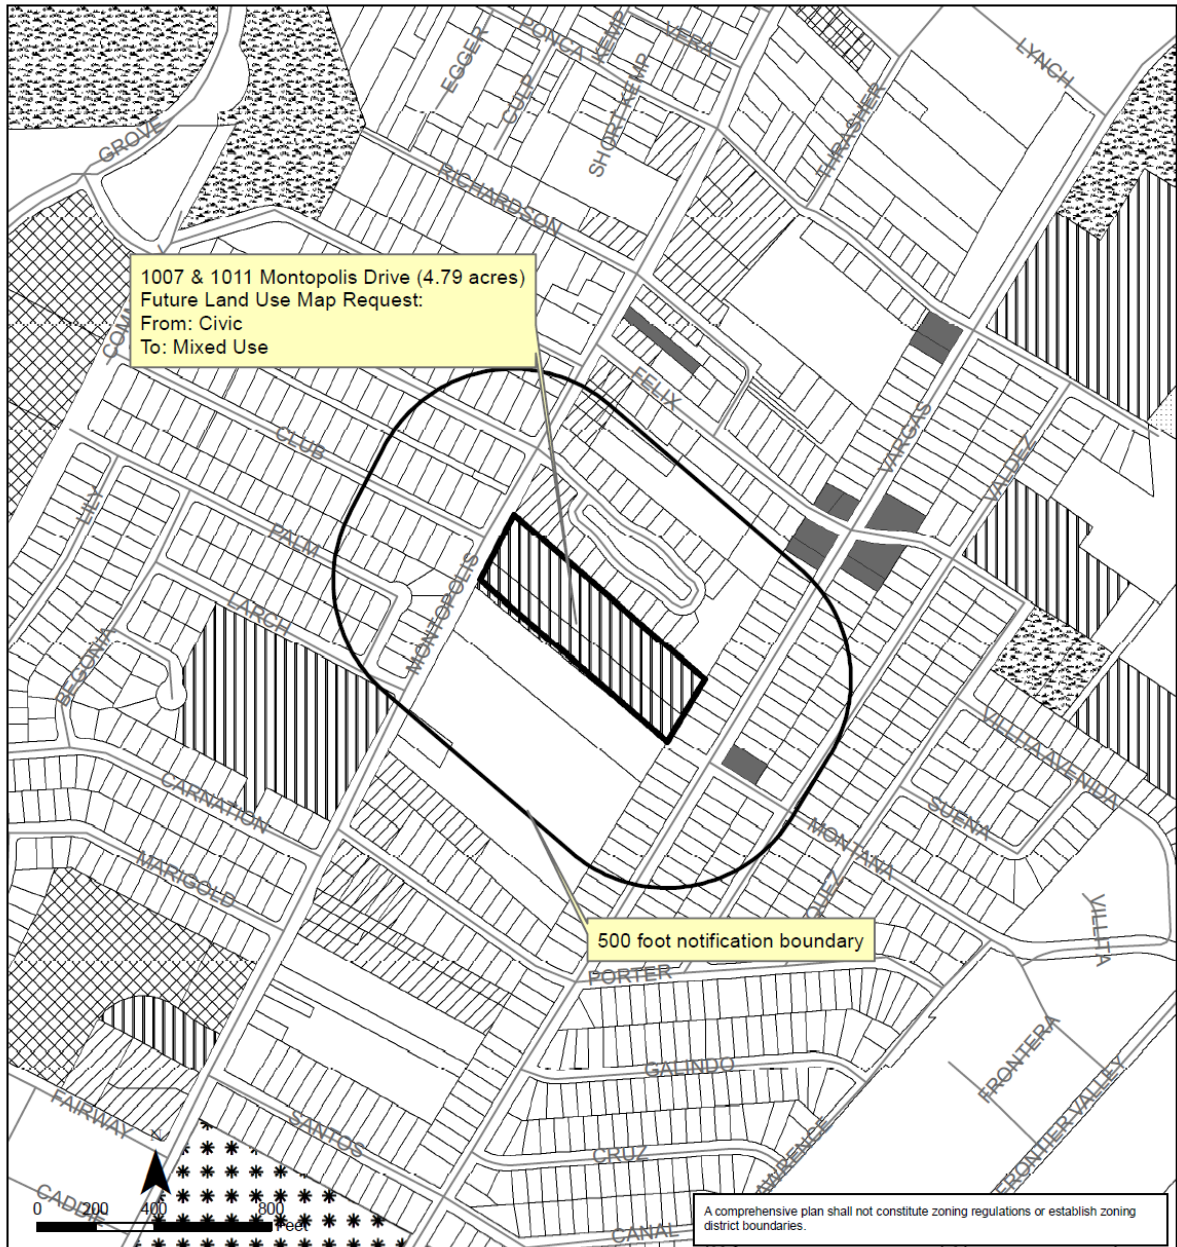 EGGER
PONCA
KEMP
VERA
LYNCH
CULP
SHORT KEMP
THRASHER
GROVE
RICHARDSON
1007 & 1011 Montopolis Drive (4.79 acres)
Future Land Use Map Request:
From: Civic
To: Mixed Use
FELIX
VARGAS
VALDEZ
CLUB
LILY
PALM
MONTOPOLIS
LARCH
BEGONIA
CARNATION
MARIGOLD
VILLITA AVENIDA
SUENA
MONTANA
VILLITA
500 foot notification boundary
PORTER
GALINDO
FRONTERA
FRONTIER VALLEY
FAIRWAY
SANTOS
CRUZ
CADDIE
CANAL
N
0 200 400 800
Feet
A comprehensive plan shall not constitute zoning regulations or establish zoning
district boundaries.